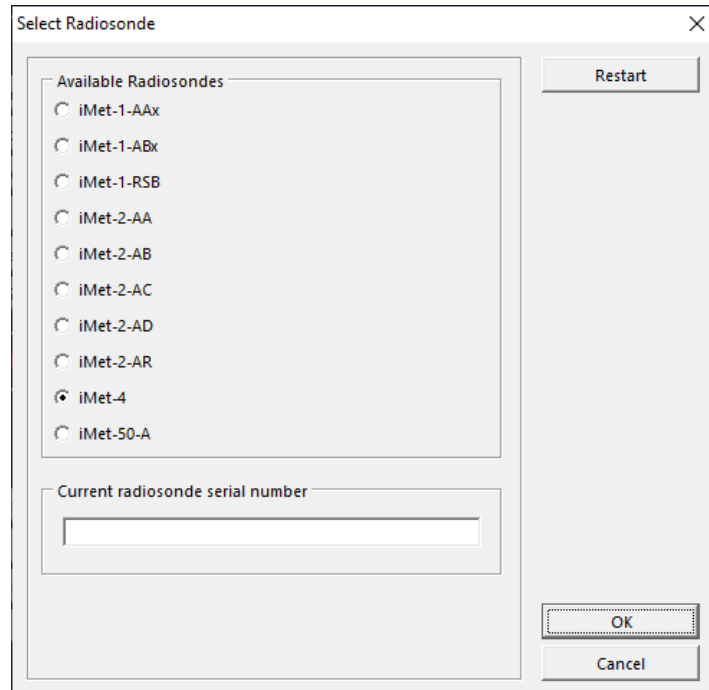 Select Radiosonde
Available Radiosondes
iMet-1-AAx
iMet-1-ABx
iMet-1-RSB
iMet-2-AA
iMet-2-AB
iMet-2-AC
iMet-2-AD
iMet-2-AR
iMet-4
iMet-50-A
Current radiosonde serial number
Restart
OK
Cancel